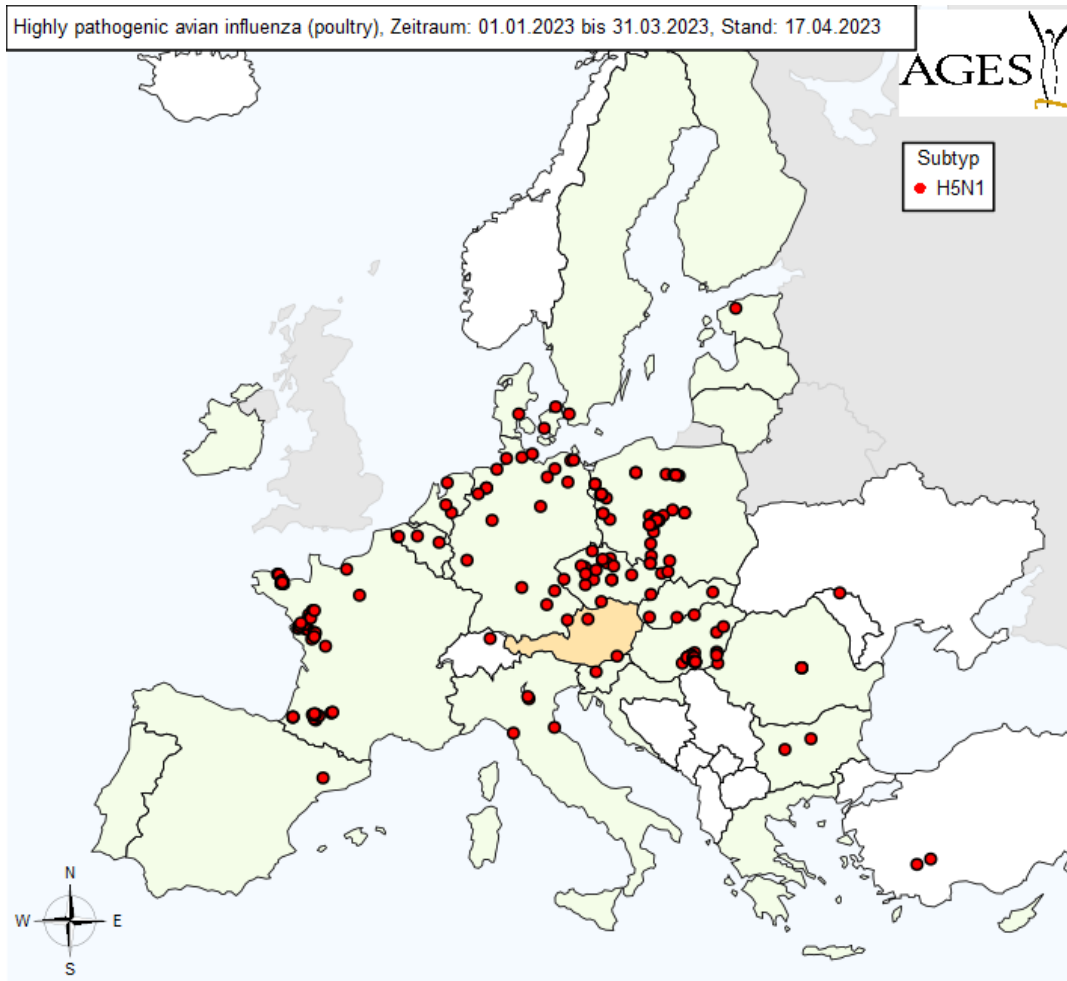 Highly pathogenic avian influenza (poultry), Zeitraum: 01.01.2023 bis 31.03.2023, Stand: 17.04.2023
AGES
Subtyp
H5N1
N
W E
S